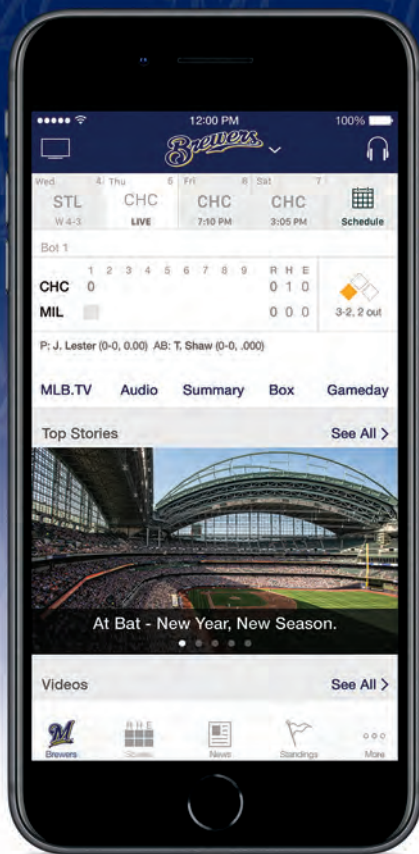 12:00 PM
100%
Brewers
Wed 4 Thu 5 Fri 6 Sat 7
STL CHC CHC CHC
W 4-3 LIVE 7:10 PM 3:05 PM Schedule
Bot 1
1 2 3 4 5 6 7 8 9 R H E
CHC 0 0 1 0
MIL 0 0 0
3-2, 2 out
P: J. Lester (0-0, 0.00) AB: T. Shaw (0-0, .000)
MLB.TV Audio Summary Box Gameday
Top Stories See All >
At Bat - New Year, New Season.
Videos See All >
M
R H E
Brewers Scores News Standings More